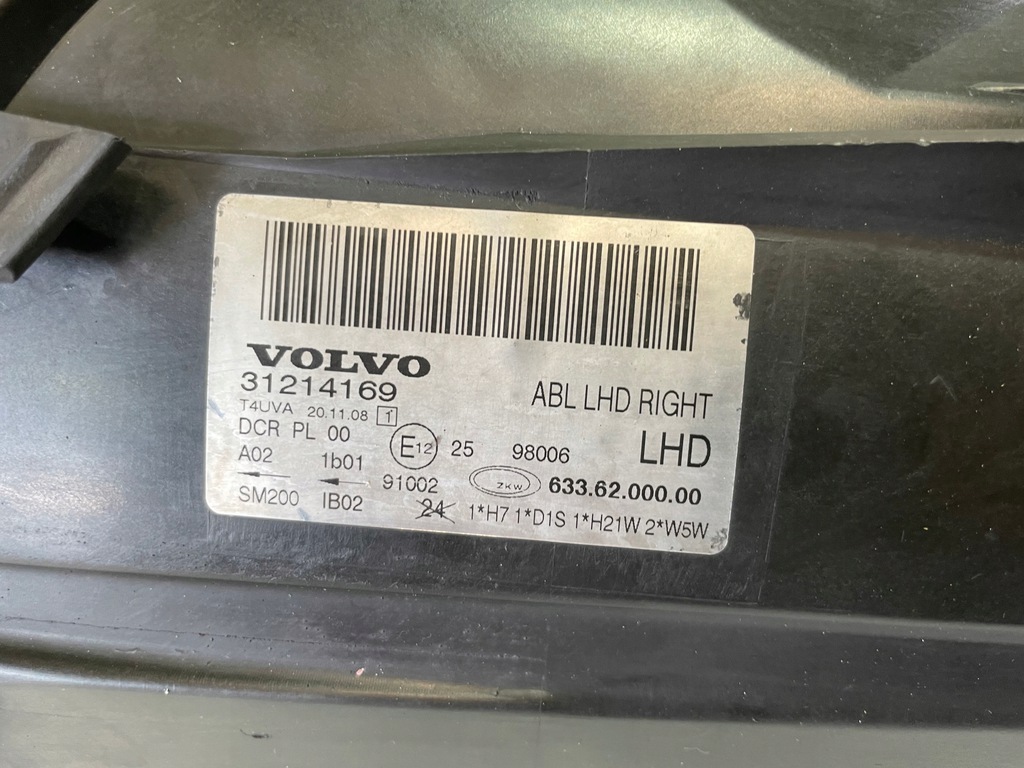 VOLVO
31214169
ABL LHD RIGHT
T4UVA 20.11.08 1
DCR PL 00
E12 25 98006 LHD
A02 1b01
91002 ZKW 633.62.000.00
SM200 IB02 24 1*H7 1*D1S 1*H21W 2*W5W